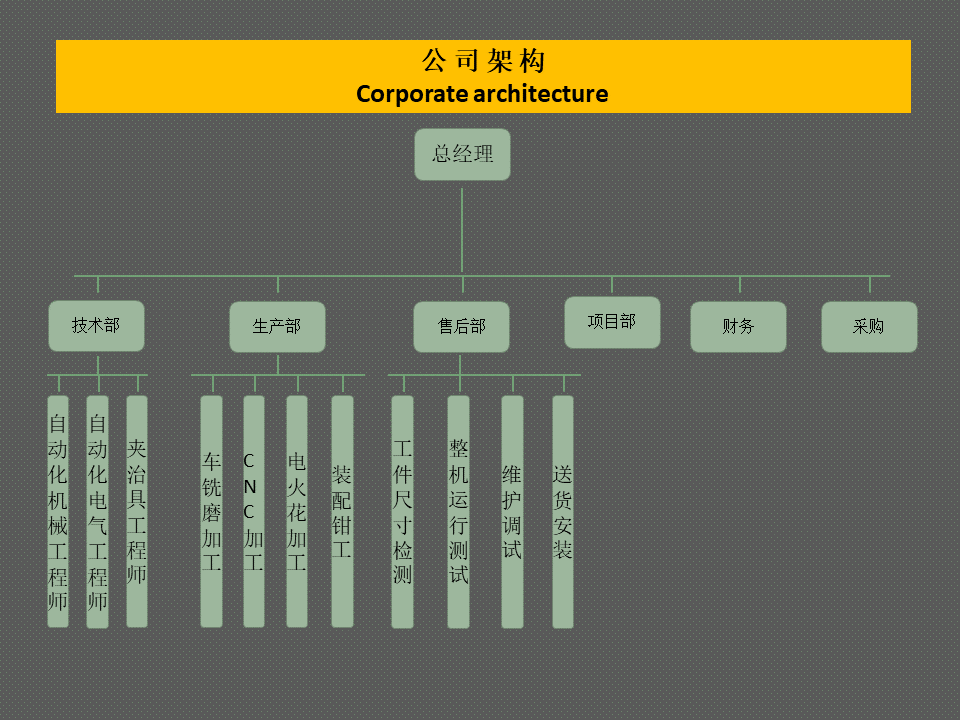 公司架构
Corporate architecture
总经理
技术部
生产部
售后部
项目部
财务
采购
自动化机械工程师
自动化电气工程师
夹治具工程师
车铣磨加工
CNC加工
电火花加工
装配钳工
工件尺寸检测
整机运行测试
维护调试
送货安装